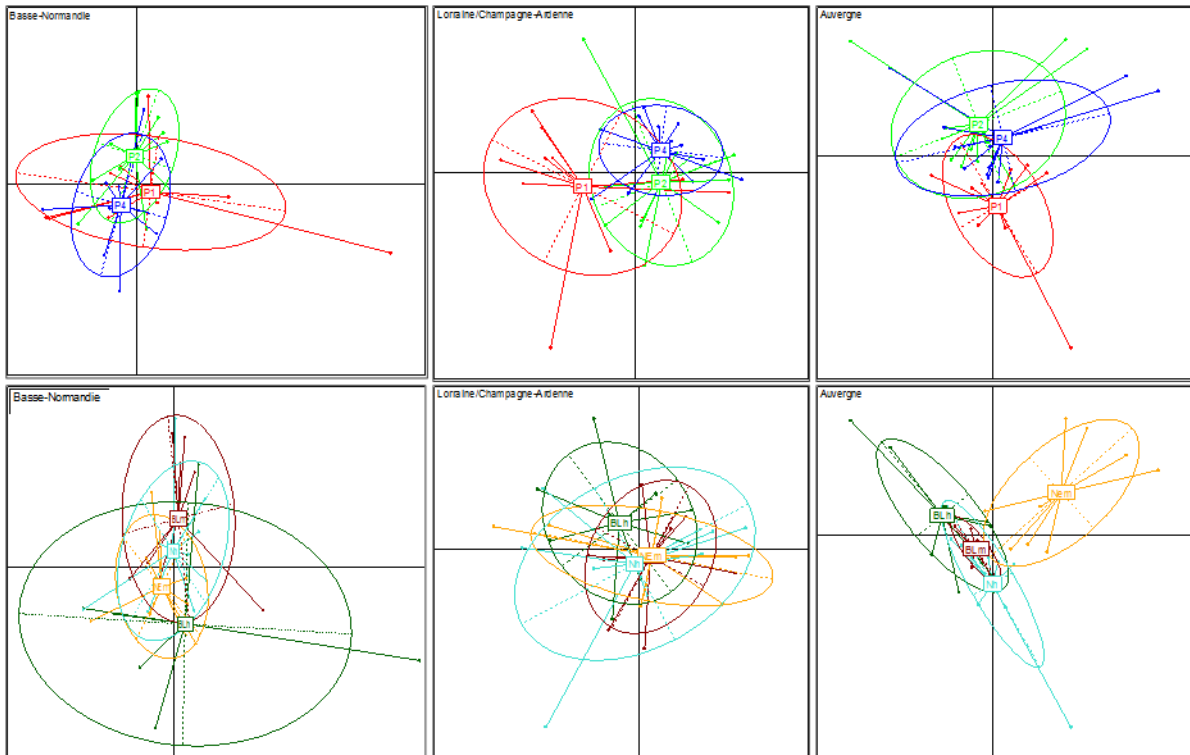 Basse-Normandie
P2
P1
P4
Lorraine/Champagne-Ardenne
P4
P1
P2
Auvergne
P2
P4
P1
Basse-Normandie
BLm
Nh
BLh
Lorraine/Champagne-Ardenne
BLh
Nh
Auvergne
Nem
BLh
BLm
Nh